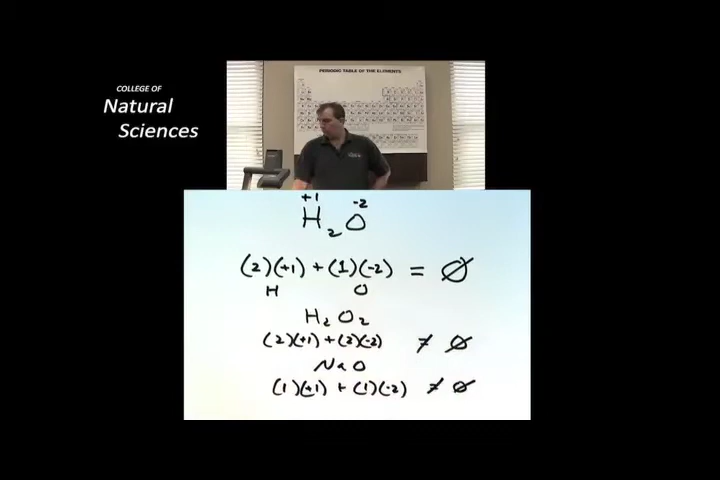 COLLEGE OF
Natural
Sciences
PERIODIC TABLE OF THE ELEMENTS
+1 -2
H₂O
(2)(+1) + (1)(-2) = ∅
H O
H₂O₂
(2)(+1) + (2)(-2) ≠ ∅
NaO
(1)(+1) + (1)(-2) ≠ ∅